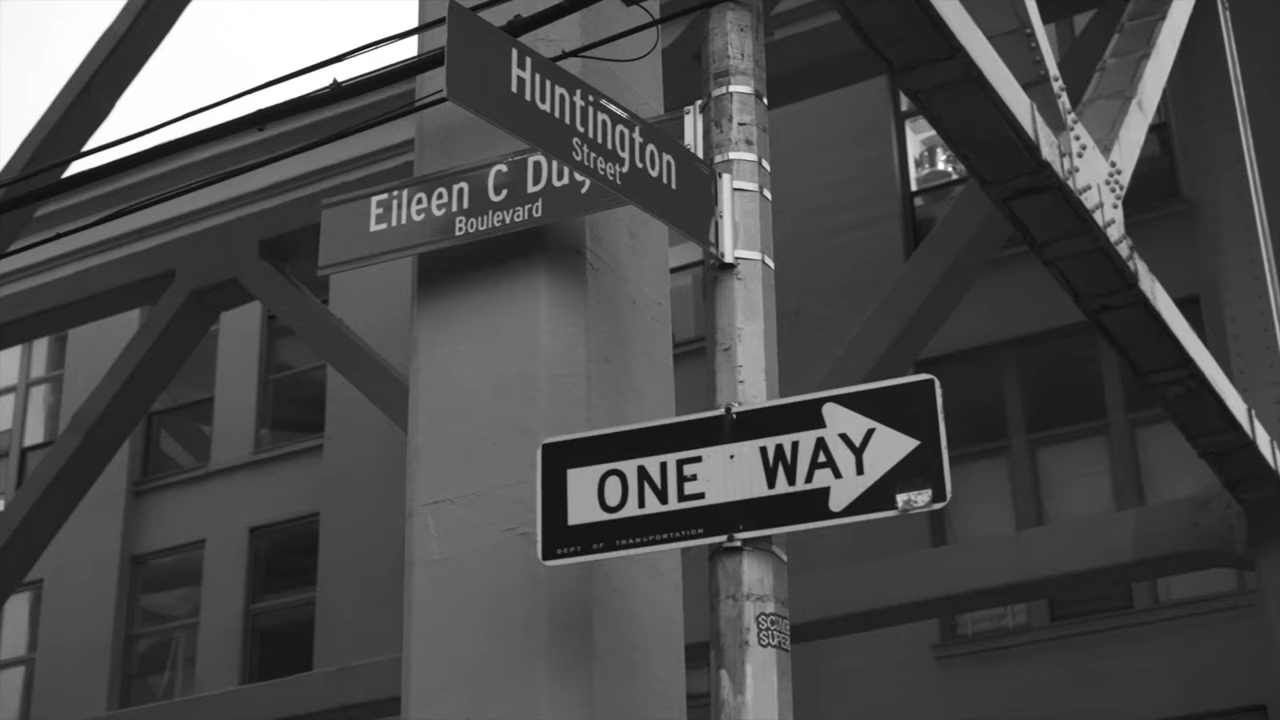 Huntington
Street
Eileen C
Boulevard
ONE WAY
DEPT OF TRANSPORTATION